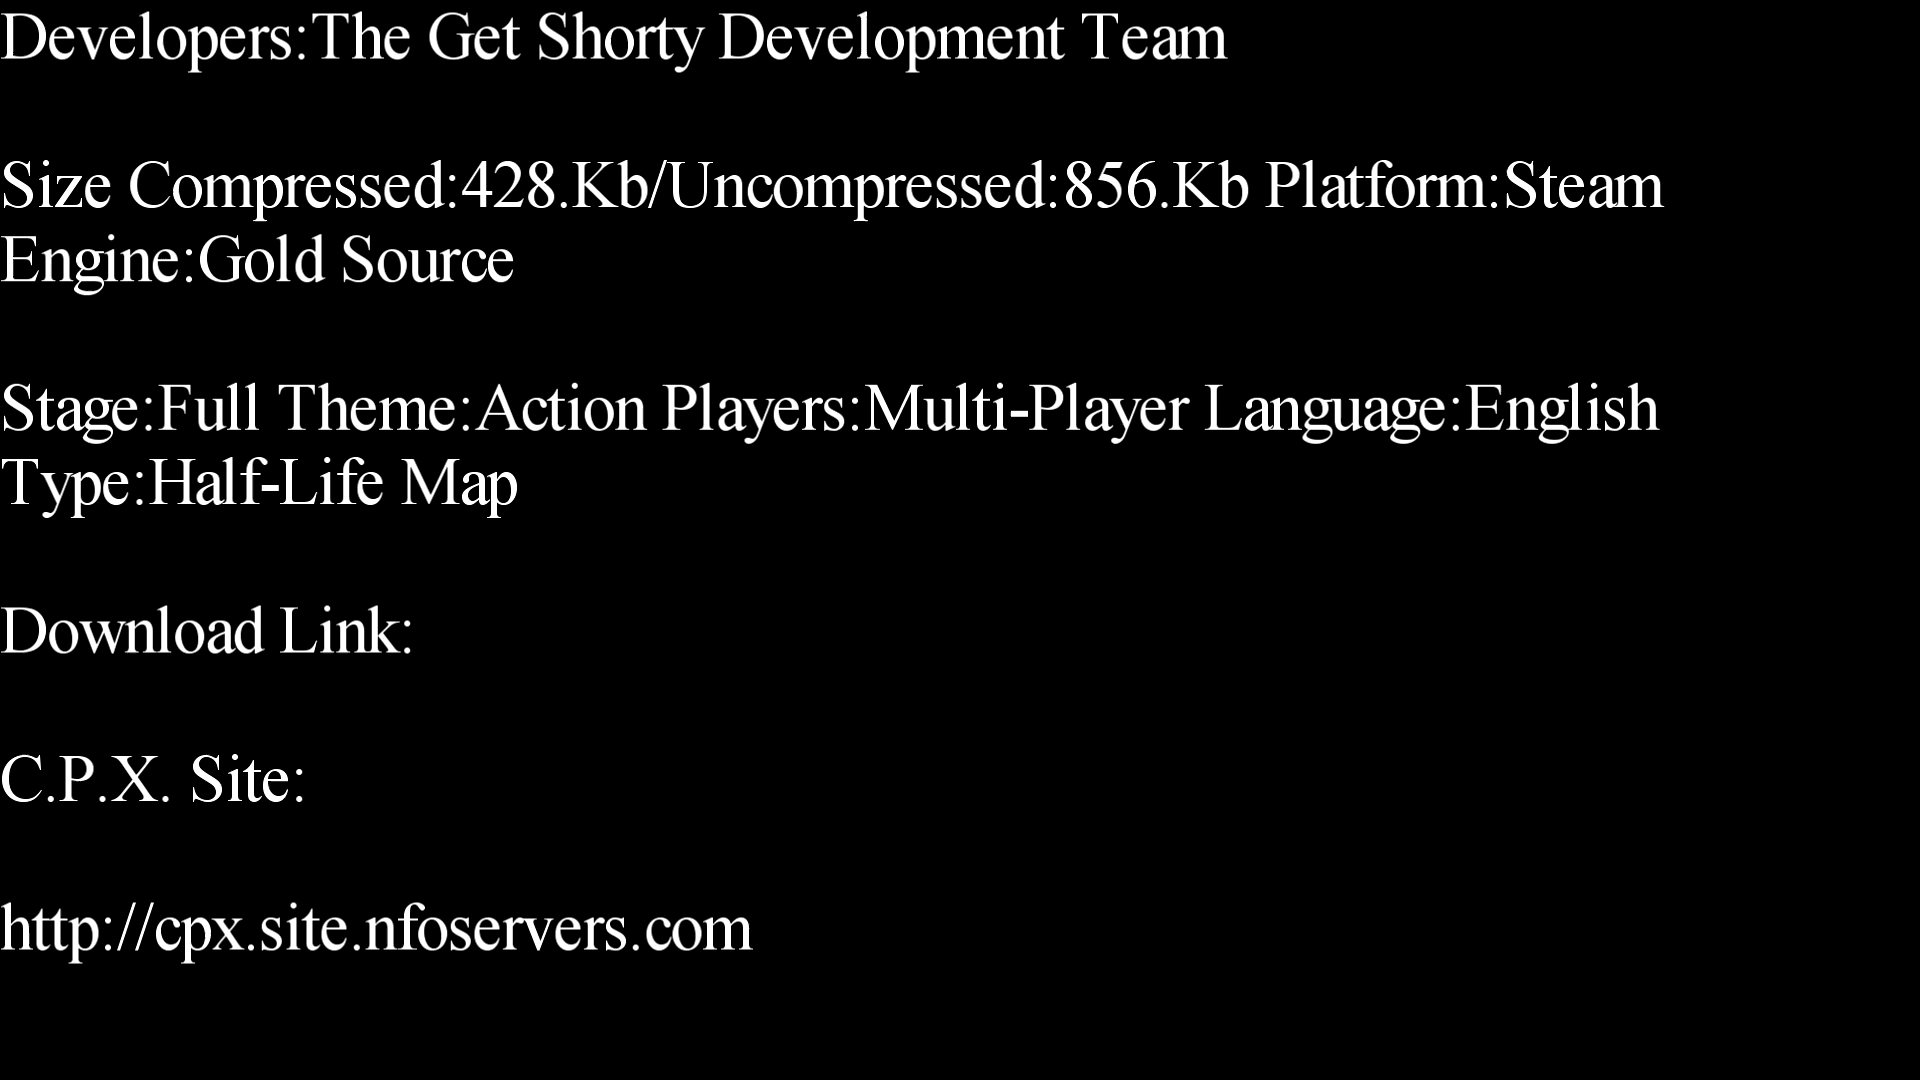 Developers:The Get Shorty Development Team
Size Compressed:428.Kb/Uncompressed:856.Kb Platform:Steam
Engine:Gold Source
Stage:Full Theme:Action Players:Multi-Player Language:English
Type:Half-Life Map
Download Link:
C.P.X. Site:
http://cpx.site.nfoservers.com